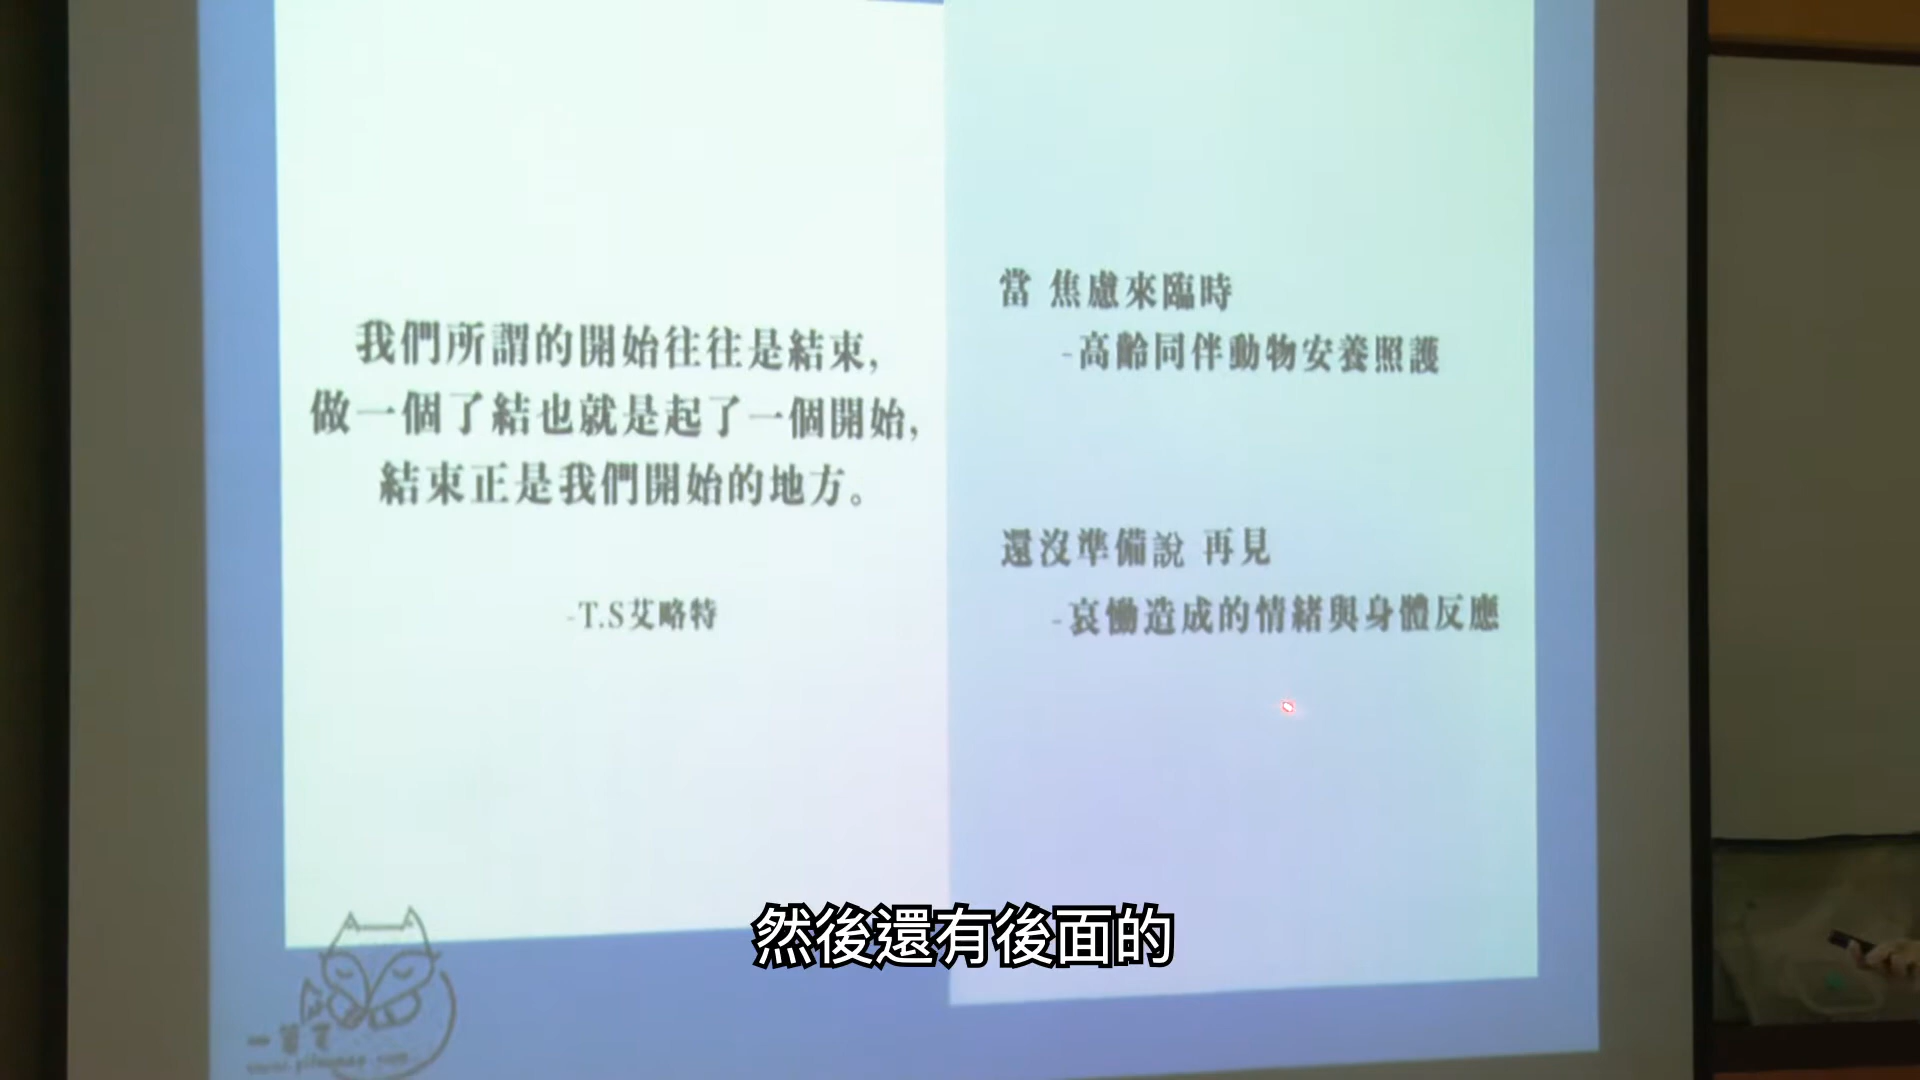 我們所謂的開始往往是結束,
做一個了結也就是起了一個開始,
結束正是我們開始的地方。
-T.S艾略特
當 焦慮來臨時
-高齡同伴動物安養照護
還沒準備說 再見
-哀慟造成的情緒與身體反應
然後還有後面的